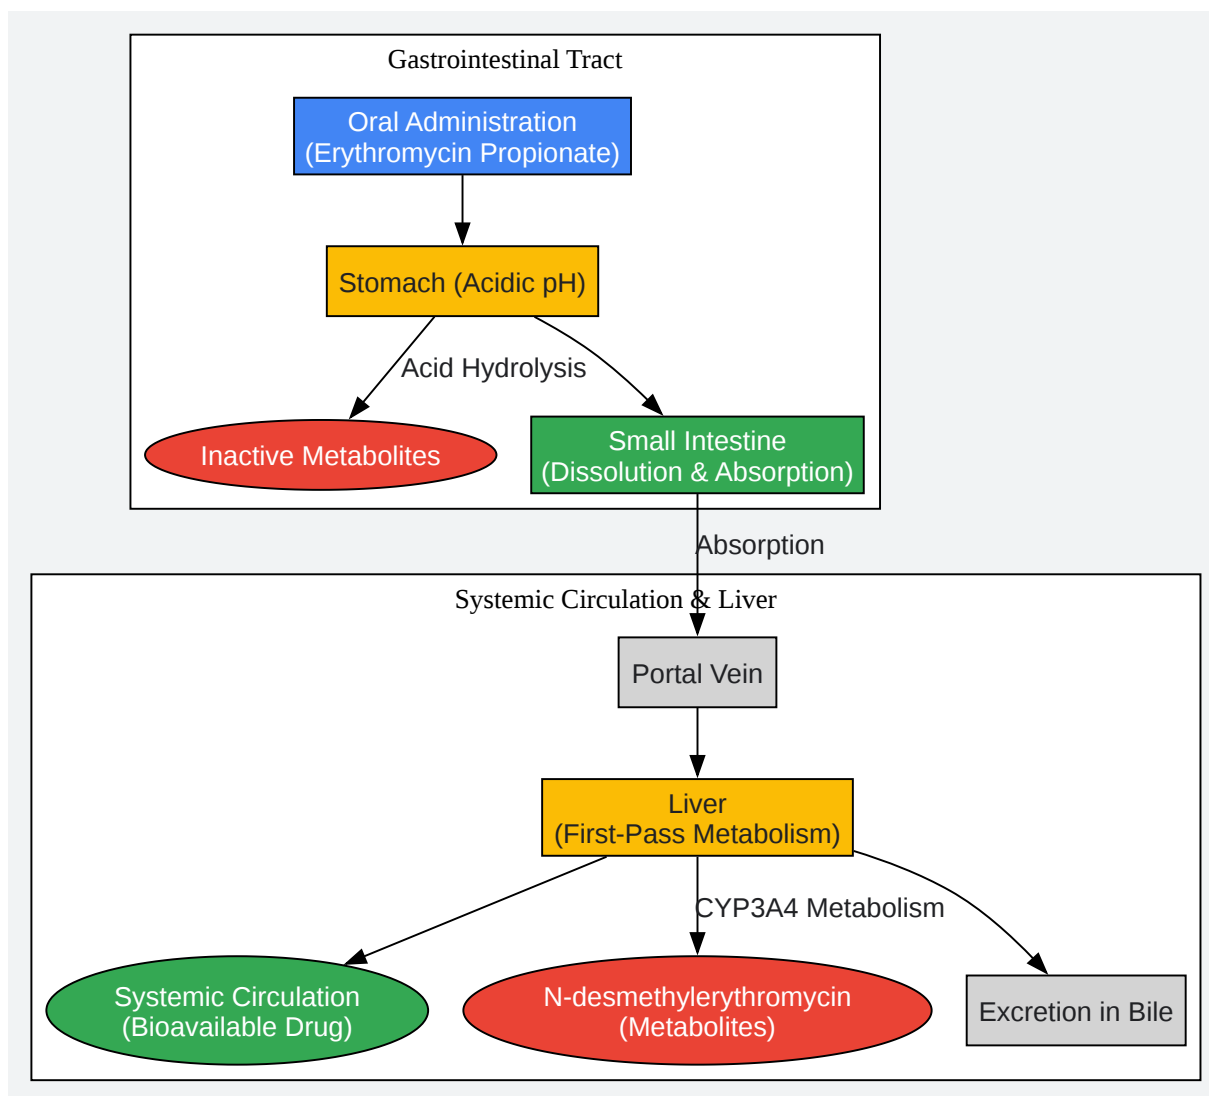 Gastrointestinal Tract
Oral Administration
(Erythromycin Propionate)
Stomach (Acidic pH)
Acid Hydrolysis
Inactive Metabolites
Small Intestine
(Dissolution & Absorption)
Absorption
Systemic Circulation & Liver
Portal Vein
Liver
(First-Pass Metabolism)
CYP3A4 Metabolism
Systemic Circulation
(Bioavailable Drug)
N-desmethylerythromycin
(Metabolites)
Excretion in Bile